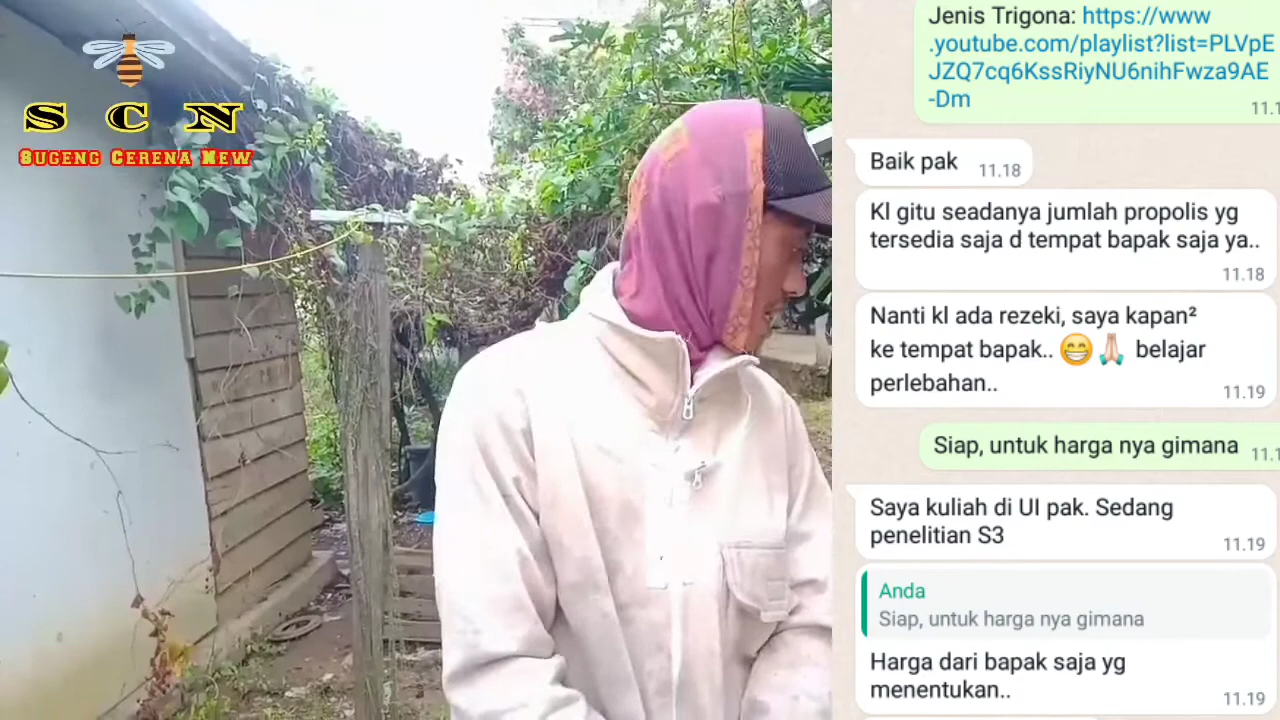 S C N
Sugeng Cerena New
Jenis Trigona: https://www
.youtube.com/playlist?list=PLVpE
JZQ7cq6KssRiyNU6nihFwza9AE
-Dm
Baik pak 11.18
Kl gitu seadanya jumlah propolis yg
tersedia saja d tempat bapak saja ya..
11.18
Nanti kl ada rezeki, saya kapan²
ke tempat bapak.. 😁🙏🏻 belajar
perlebahan..
11.19
Siap, untuk harga nya gimana
Saya kuliah di UI pak. Sedang
penelitian S3
11.19
Anda
Siap, untuk harga nya gimana
Harga dari bapak saja yg
menentukan..
11.19